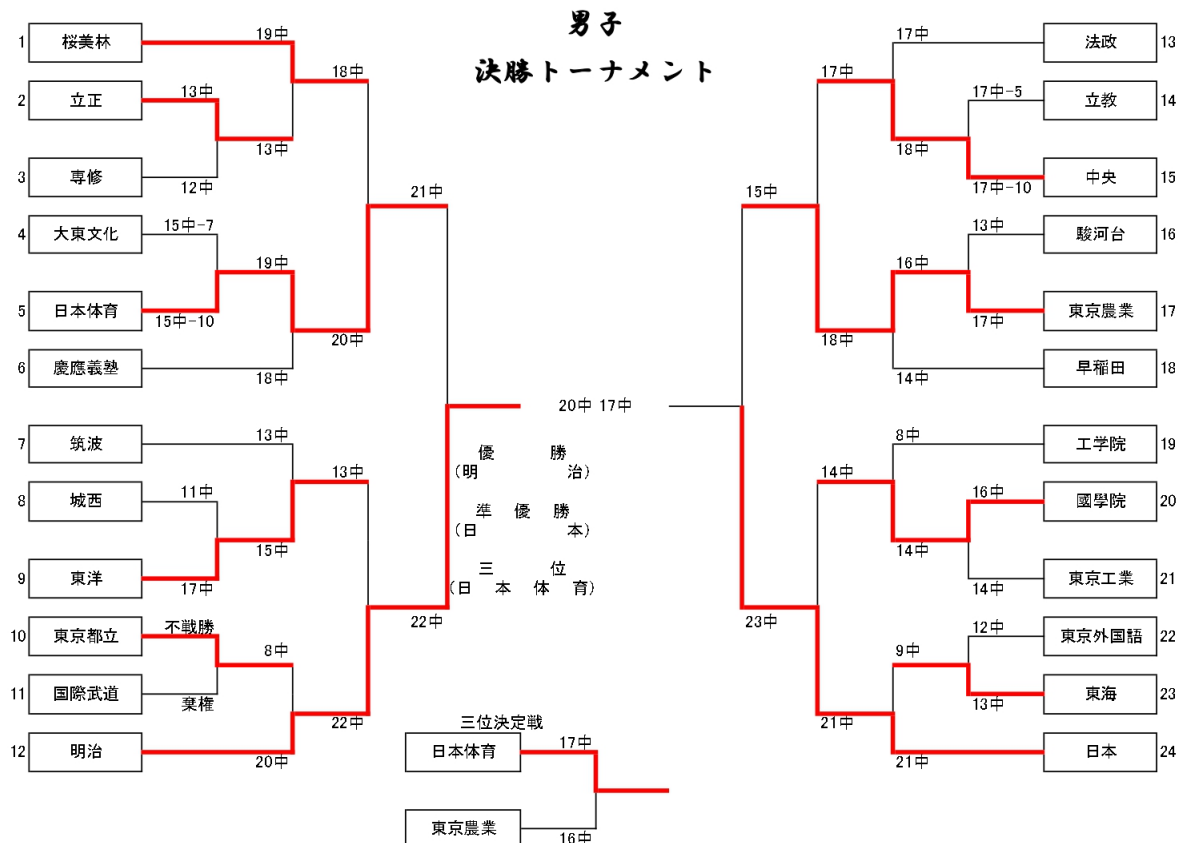 男子
決勝トーナメント
1 桜美林 19中
2 立正 13中
18中
13中
3 専修 12中
4 大東文化 15中-7
21中
19中
5 日本体育 15中-10
20中
6 慶應義塾 18中
7 筑波 13中
8 城西 11中
13中
15中
9 東洋 17中
10 東京都立 不戦勝
22中
8中
11 国際武道 棄権
22中
12 明治 20中
20中 17中
優勝
(明治)
準優勝
(日本)
三位
(日本体育)
17中 法政 13
17中
17中-5 立教 14
18中
17中-10 中央 15
15中
13中 駿河台 16
16中
17中 東京農業 17
18中
14中 早稲田 18
8中 工学院 19
14中
16中 國學院 20
14中
14中 東京工業 21
23中
12中 東京外国語 22
9中
13中 東海 23
21中
21中 日本 24
三位決定戦
日本体育 17中
東京農業 16中